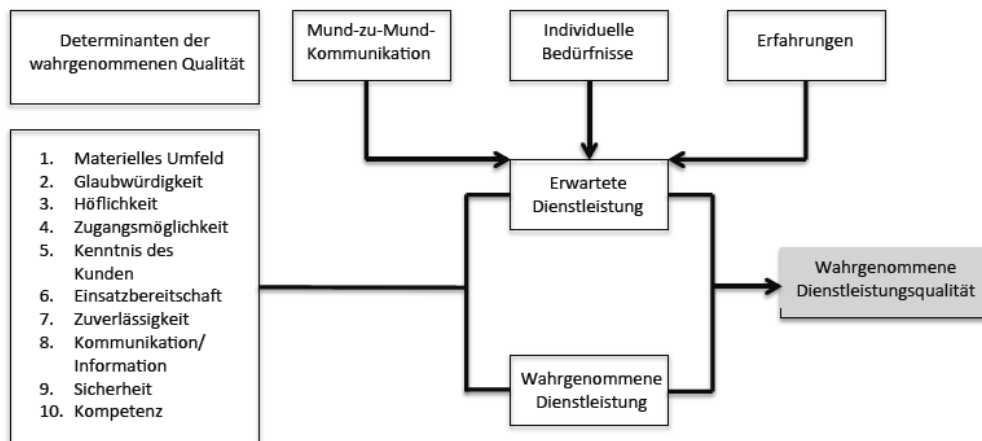 Determinanten der
wahrgenommenen Qualität
Mund-zu-Mund-
Kommunikation
Individuelle
Bedürfnisse
Erfahrungen
1. Materielles Umfeld
2. Glaubwürdigkeit
3. Höflichkeit
4. Zugangsmöglichkeit
5. Kenntnis des
Kunden
6. Einsatzbereitschaft
7. Zuverlässigkeit
8. Kommunikation/
Information
9. Sicherheit
10. Kompetenz
Erwartete
Dienstleistung
Wahrgenommene
Dienstleistung
Wahrgenommene
Dienstleistungsqualität